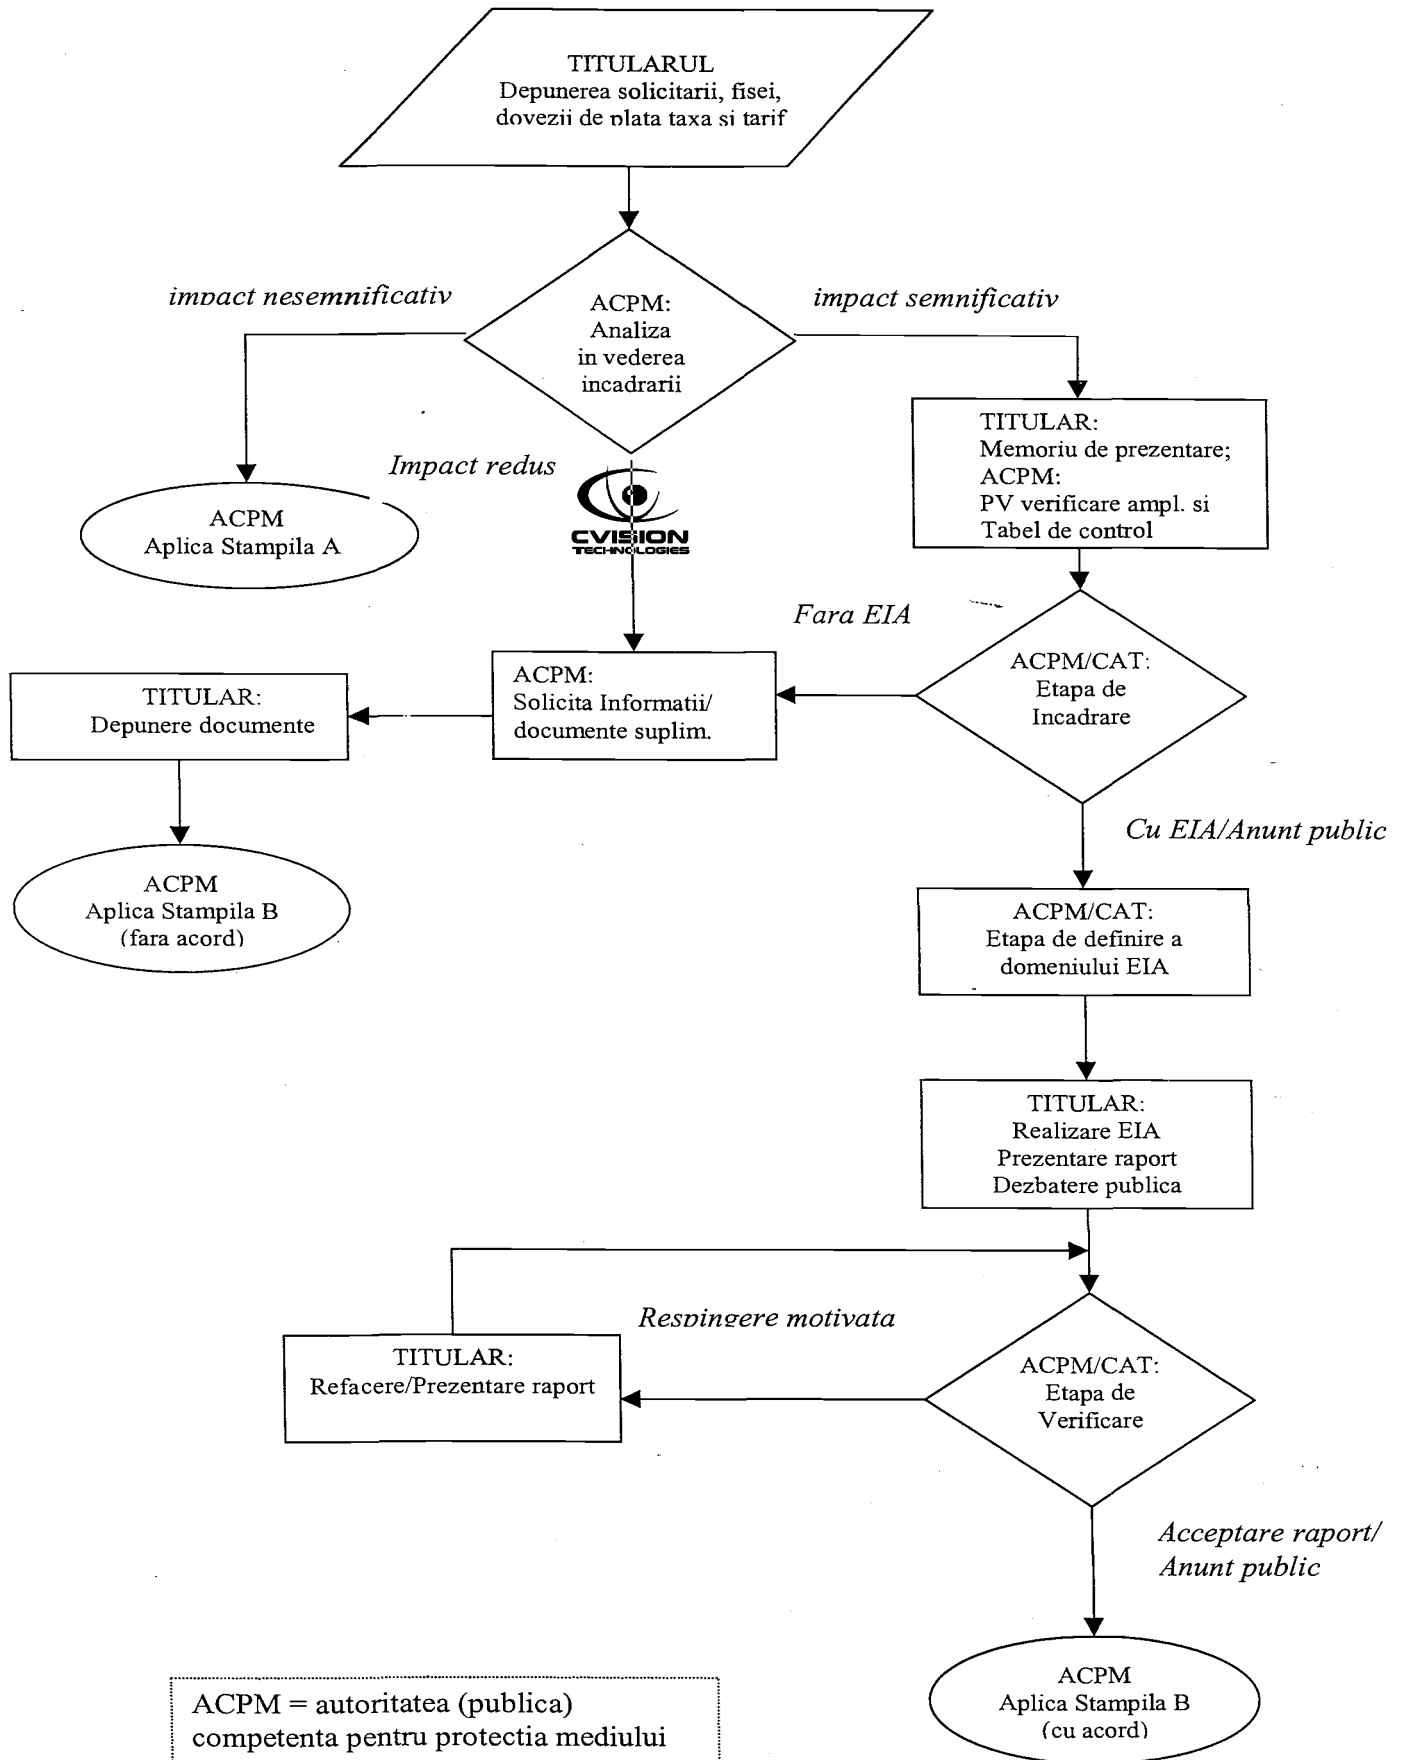 TITULARUL
Depunerea solicitarii, fisei,
dovezii de plata taxa si tarif
impact nesemnificativ
impact semnificativ
ACPM:
Analiza
in vederea
incadrarii
Impact redus
TITULAR:
Memoriu de prezentare;
ACPM:
PV verificare ampl. si
Tabel de control
ACPM
Aplica Stampila A
CVISION
TECHNOLOGIES
Fara EIA
ACPM/CAT:
Etapa de
Incadrare
ACPM:
Solicita Informatii/
documente suplim.
TITULAR:
Depunere documente
Cu EIA/Anunt public
ACPM
Aplica Stampila B
(fara acord)
ACPM/CAT:
Etapa de definire a
domeniului EIA
TITULAR:
Realizare EIA
Prezentare raport
Dezbatere publica
Respingere motivata
TITULAR:
Refacere/Prezentare raport
ACPM/CAT:
Etapa de
Verificare
Acceptare raport/
Anunt public
ACPM
Aplica Stampila B
(cu acord)
ACPM = autoritatea (publica)
competenta pentru protectia mediului